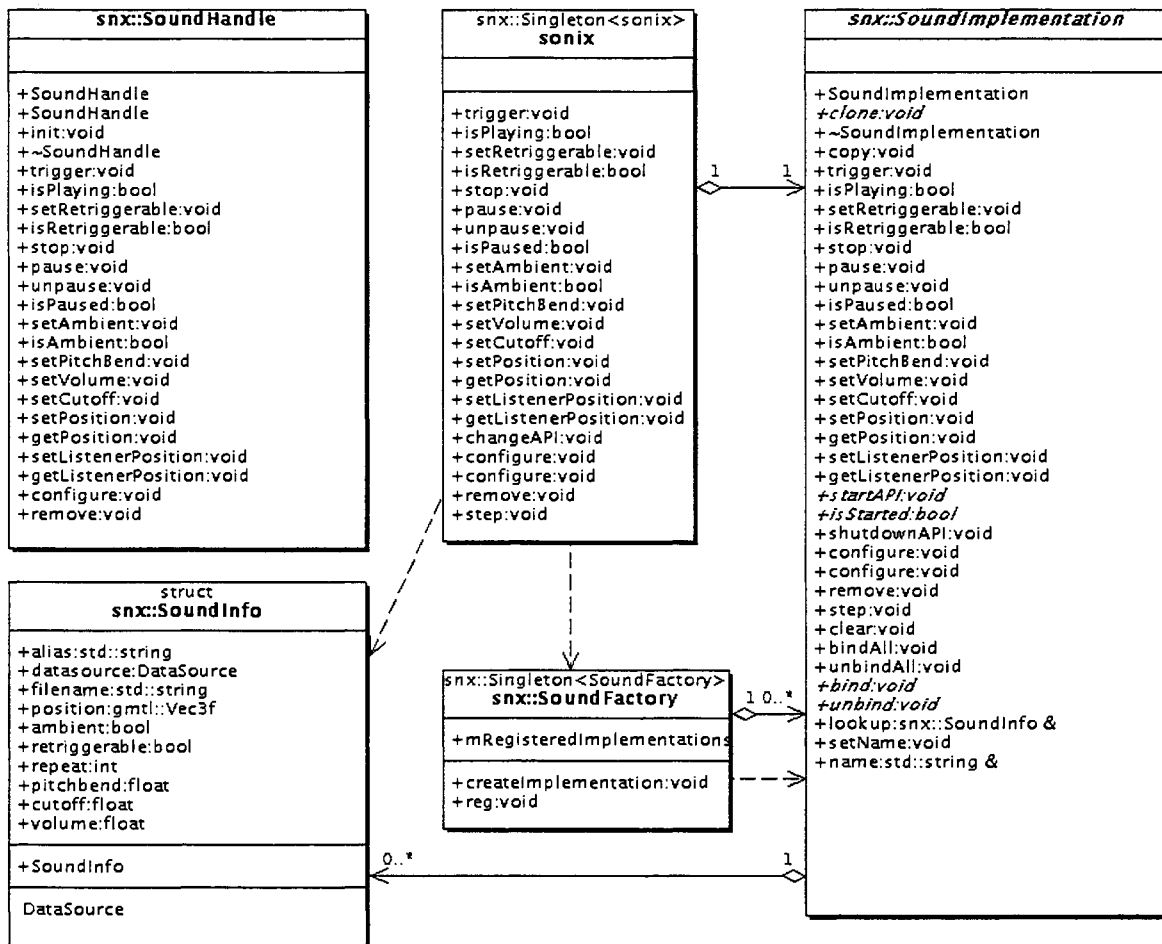 snx::SoundHandle
+SoundHandle
+SoundHandle
+init:void
+~SoundHandle
+trigger:void
+isPlaying:bool
+setRetriggerable:void
+isRetriggerable:bool
+stop:void
+pause:void
+unpause:void
+isPaused:bool
+setAmbient:void
+isAmbient:bool
+setPitchBend:void
+setVolume:void
+setCutoff:void
+setPosition:void
+getPosition:void
+setListenerPosition:void
+getListenerPosition:void
+configure:void
+remove:void
snx::Singleton<sonix>
sonix
+trigger:void
+isPlaying:bool
+setRetriggerable:void
+isRetriggerable:bool
+stop:void
+pause:void
+unpause:void
+isPaused:bool
+setAmbient:void
+isAmbient:bool
+setPitchBend:void
+setVolume:void
+setCutoff:void
+setPosition:void
+getPosition:void
+setListenerPosition:void
+getListenerPosition:void
+changeAPI:void
+configure:void
+configure:void
+remove:void
+step:void
1 1
snx::SoundImplementation
+SoundImplementation
+clone:void
+~SoundImplementation
+copy:void
+trigger:void
+isPlaying:bool
+setRetriggerable:void
+isRetriggerable:bool
+stop:void
+pause:void
+unpause:void
+isPaused:bool
+setAmbient:void
+isAmbient:bool
+setPitchBend:void
+setVolume:void
+setCutoff:void
+setPosition:void
+getPosition:void
+setListenerPosition:void
+getListenerPosition:void
+startAPI:void
+isStarted:bool
+shutdownAPI:void
+configure:void
+configure:void
+remove:void
+step:void
+clear:void
+bindAll:void
+unbindAll:void
+bind:void
+unbind:void
+lookup:snx::SoundInfo &
+setName:void
+name:std::string &
struct
snx::SoundInfo
+alias:std::string
+datasource:DataSource
+filename:std::string
+position:gmtl::Vec3f
+ambient:bool
+retriggerable:bool
+repeat:int
+pitchbend:float
+cutoff:float
+volume:float
+SoundInfo
DataSource
snx::Singleton<SoundFactory>
snx::SoundFactory
+mRegisteredImplementations
+createImplementation:void
+reg:void
1 0..*
0..* 1